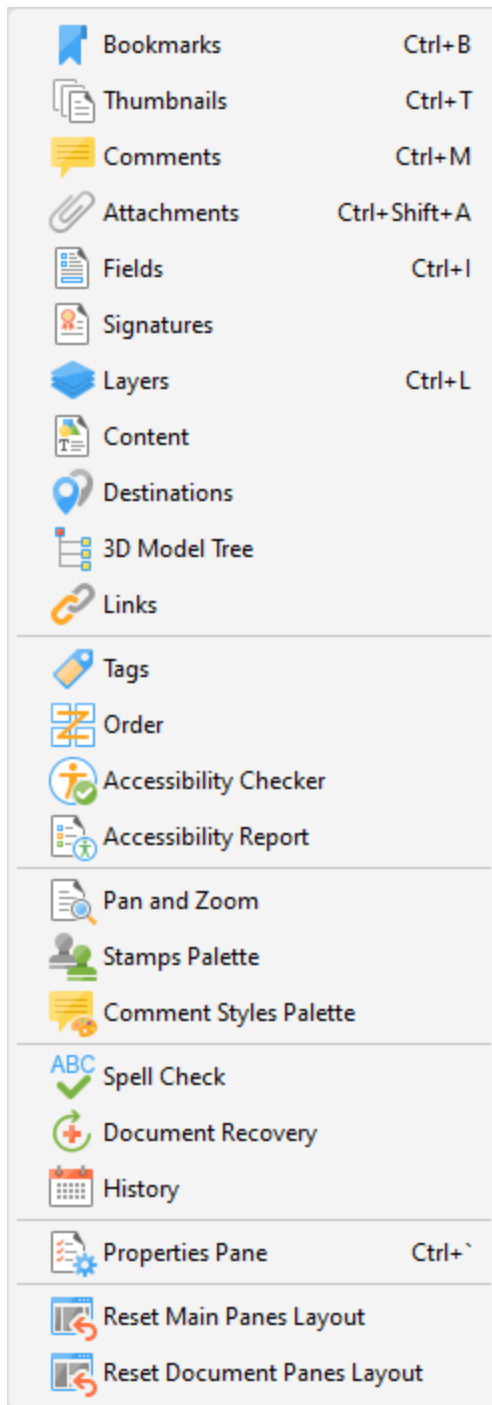 Bookmarks Ctrl+B
Thumbnails Ctrl+T
Comments Ctrl+M
Attachments Ctrl+Shift+A
Fields Ctrl+I
Signatures
Layers Ctrl+L
Content
Destinations
3D Model Tree
Links
Tags
Order
Accessibility Checker
Accessibility Report
Pan and Zoom
Stamps Palette
Comment Styles Palette
ABC Spell Check
Document Recovery
History
Properties Pane Ctrl+`
Reset Main Panes Layout
Reset Document Panes Layout